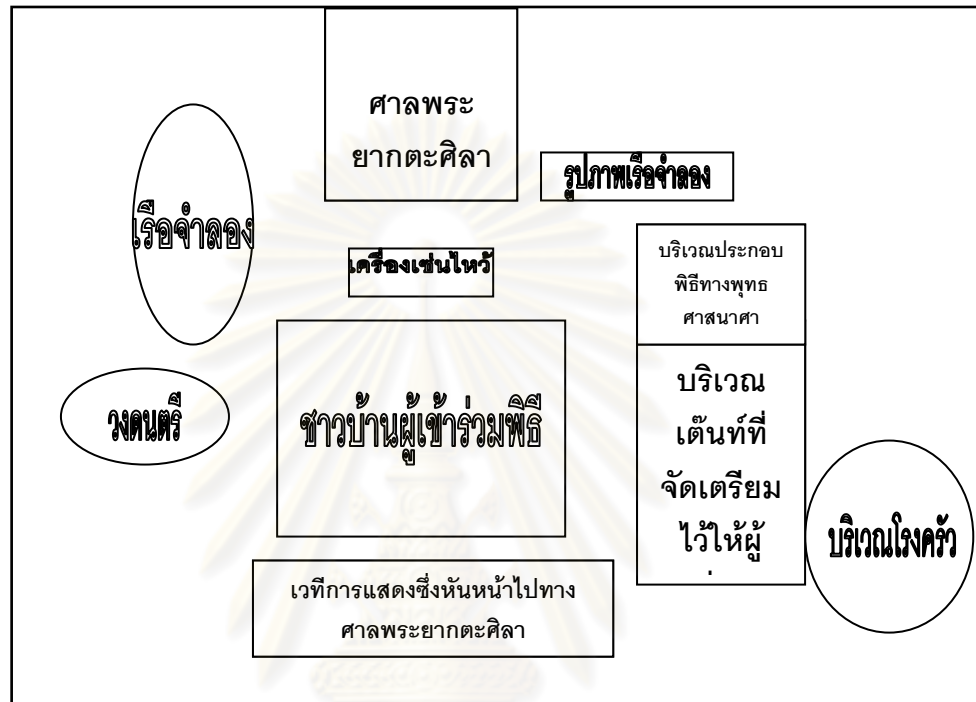 ศาลพระ
ยากตะศิลา
รูปภาพเรือจำลอง
เรือจำลอง
เครื่องเซ่นไหว้
บริเวณประกอบ
พิธีทางพุทธ
ศาสนาศา
วงดนตรี
ชาวบ้านผู้เข้าร่วมพิธี
บริเวณ
เต๊นท์ที่
จัดเตรียม
ไว้ให้ผู้
บริเวณโรงครัว
เวทีการแสดงซึ่งหันหน้าไปทาง
ศาลพระยากตะศิลา